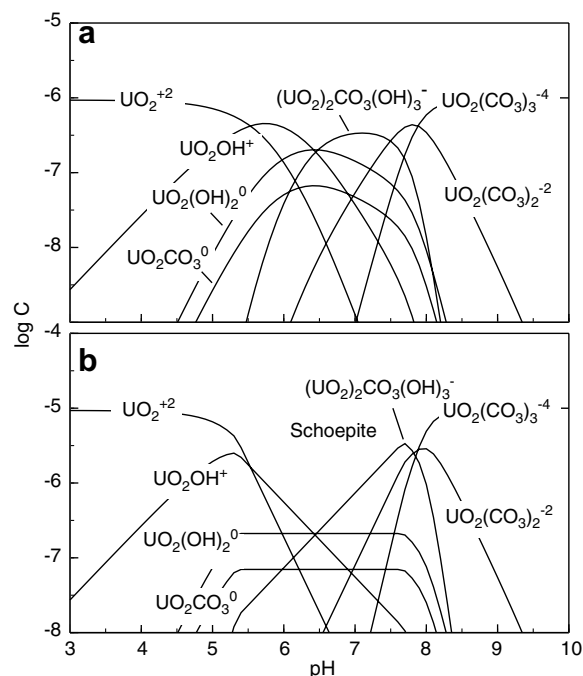 -5
a
UO₂⁺²
(UO₂)₂CO₃(OH)₃⁻
UO₂(CO₃)₃⁻⁴
-6
UO₂OH⁺
-7
UO₂(OH)₂⁰
UO₂(CO₃)₂⁻²
UO₂CO₃⁰
-8
log C
-4
b
(UO₂)₂CO₃(OH)₃⁻
UO₂(CO₃)₃⁻⁴
-5
UO₂⁺²
Schoepite
UO₂OH⁺
-6
UO₂(OH)₂⁰
UO₂(CO₃)₂⁻²
-7
UO₂CO₃⁰
-8
3 4 5 6 7 8 9 10
pH